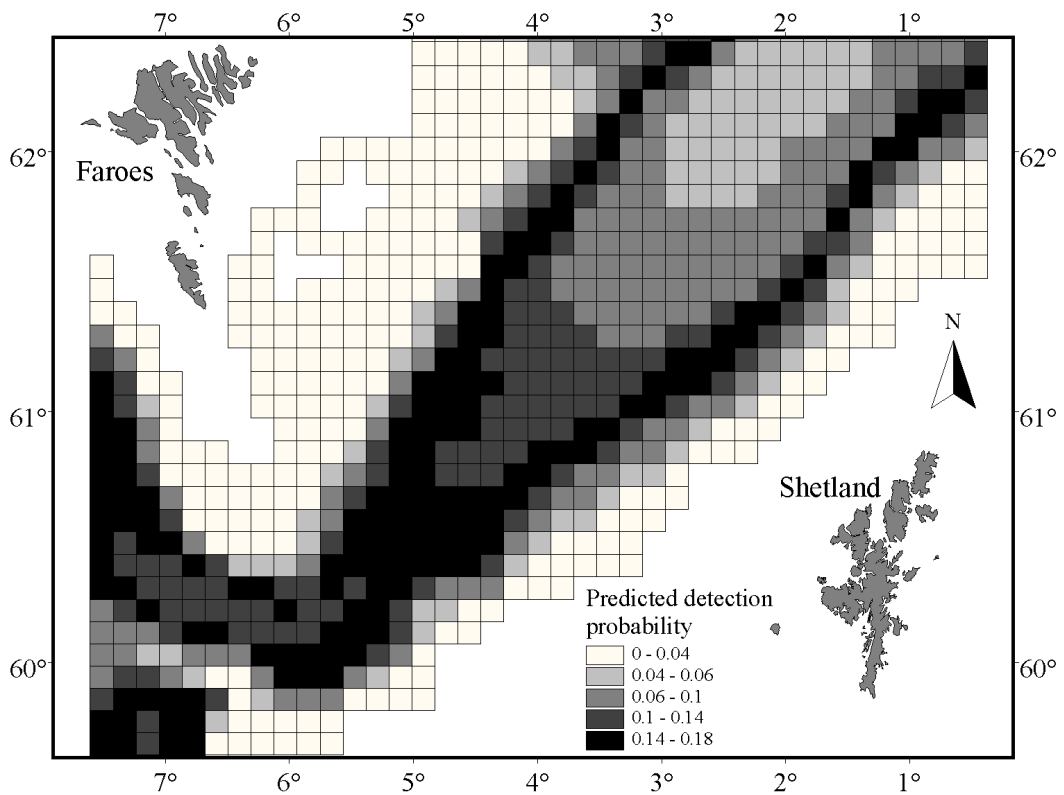 7° 6° 5° 4° 3° 2° 1°
62° 62°
Faroes
N
61° 61°
Shetland
Predicted detection
probability
0 - 0.04
0.04 - 0.06
0.06 - 0.1
0.1 - 0.14
0.14 - 0.18
60° 60°
7° 6° 5° 4° 3° 2° 1°